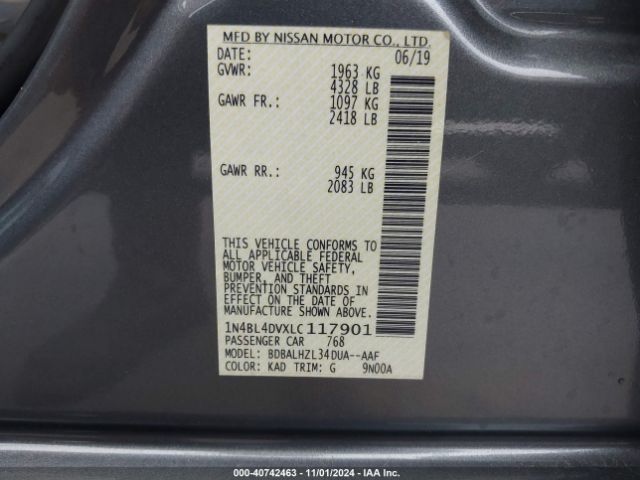 MFD BY NISSAN MOTOR CO., LTD.
DATE: 06/19
GVWR: 1963 KG
4328 LB
GAWR FR.: 1097 KG
2418 LB
GAWR RR.: 945 KG
2083 LB
THIS VEHICLE CONFORMS TO
ALL APPLICABLE FEDERAL
MOTOR VEHICLE SAFETY,
BUMPER, AND THEFT
PREVENTION STANDARDS IN
EFFECT ON THE DATE OF
MANUFACTURE SHOWN ABOVE.
1N4BL4DVXLC117901
PASSENGER CAR 768
MODEL: BDBALHZL34DUA--AAF
COLOR: KAD TRIM: G 9N00A
000-40742463 - 11/01/2024 - IAA Inc.